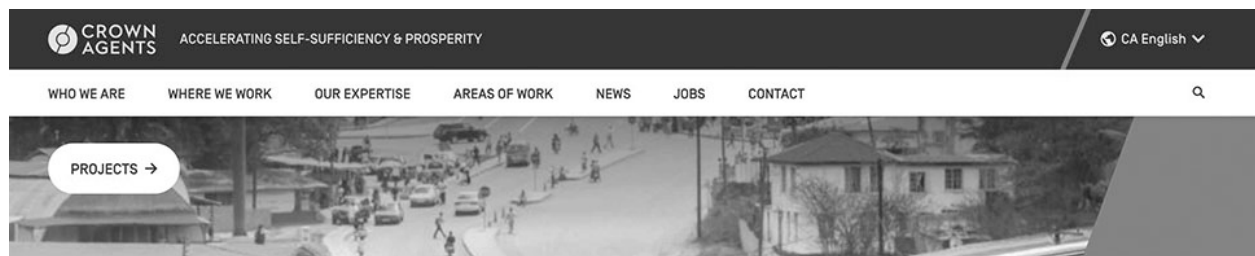 CROWN
AGENTS
ACCELERATING SELF-SUFFICIENCY & PROSPERITY
CA English
WHO WE ARE WHERE WE WORK OUR EXPERTISE AREAS OF WORK NEWS JOBS CONTACT
PROJECTS →